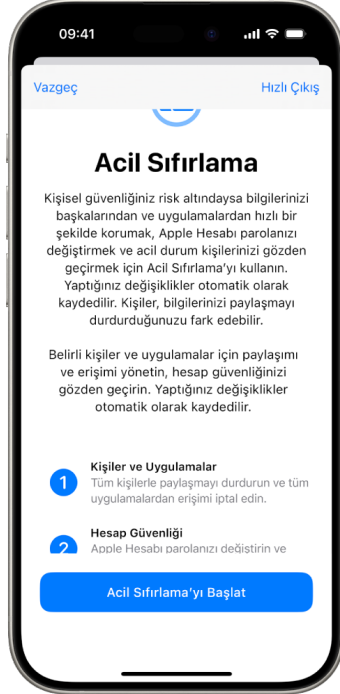 09:41
Vazgeç
Hızlı Çıkış
Acil Sıfırlama
Kişisel güvenliğiniz risk altındaysa bilgilerinizi
başkalarından ve uygulamalardan hızlı bir
şekilde korumak, Apple Hesabı parolanızı
değiştirmek ve acil durum kişilerinizi gözden
geçirmek için Acil Sıfırlama'yı kullanın.
Yaptığınız değişiklikler otomatik olarak
kaydedilir. Kişiler, bilgilerinizi paylaşmayı
durdurduğunuzu fark edebilir.
Belirli kişiler ve uygulamalar için paylaşımı
ve erişimi yönetin, hesap güvenliğinizi
gözden geçirin. Yaptığınız değişiklikler
otomatik olarak kaydedilir.
1
Kişiler ve Uygulamalar
Tüm kişilerle paylaşmayı durdurun ve tüm
uygulamalardan erişimi iptal edin.
2
Hesap Güvenliği
Apple Hesabı parolanızı değiştirin ve
Acil Sıfırlama'yı Başlat